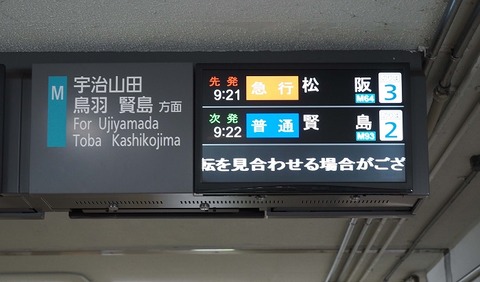 M
宇治山田
鳥羽 賢島 方面
For Ujiyamada
Toba Kashikojima
先発 急行 松阪 3
9:21 M64
次発 普通 賢島 2
9:22 M93
転を見合わせる場合がござ